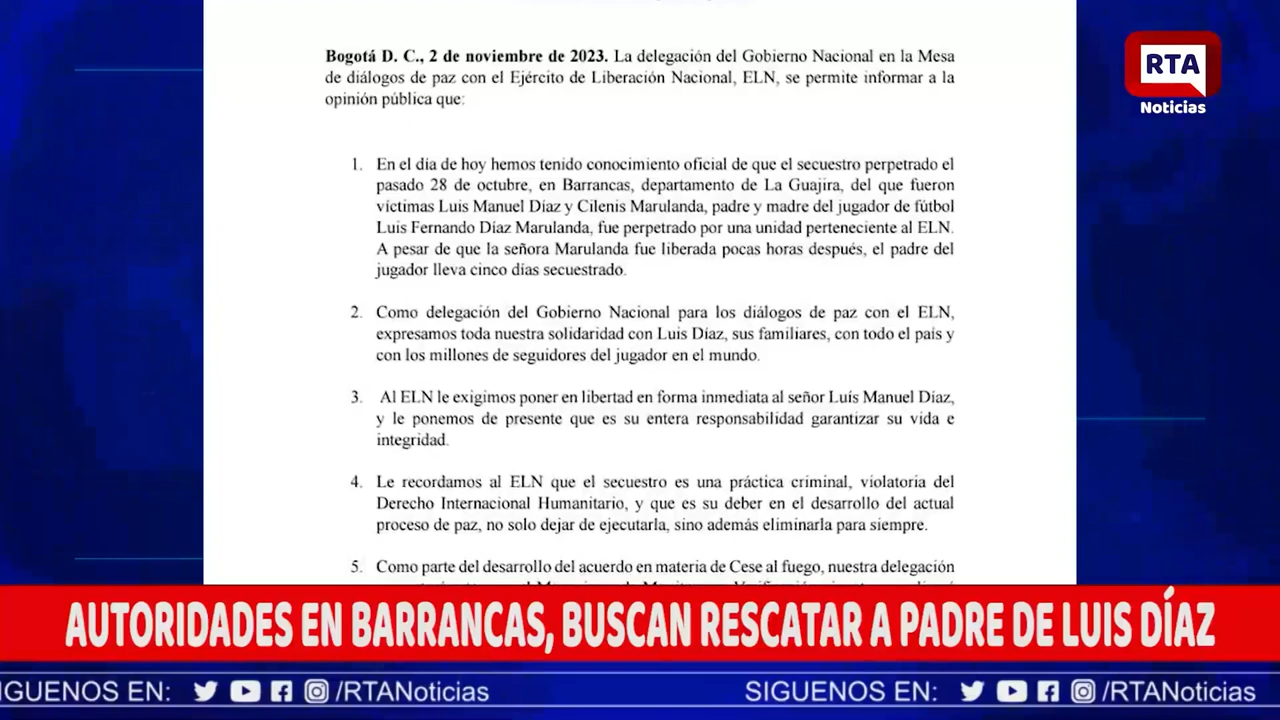 Bogotá D. C., 2 de noviembre de 2023. La delegación del Gobierno Nacional en la Mesa
de diálogos de paz con el Ejército de Liberación Nacional, ELN, se permite informar a la
opinión pública que:
RTA
Noticias
1. En el día de hoy hemos tenido conocimiento oficial de que el secuestro perpetrado el
pasado 28 de octubre, en Barrancas, departamento de La Guajira, del que fueron
víctimas Luis Manuel Díaz y Cilenis Marulanda, padre y madre del jugador de fútbol
Luis Fernando Díaz Marulanda, fue perpetrado por una unidad perteneciente al ELN.
A pesar de que la señora Marulanda fue liberada pocas horas después, el padre del
jugador lleva cinco días secuestrado.
2. Como delegación del Gobierno Nacional para los diálogos de paz con el ELN,
expresamos toda nuestra solidaridad con Luis Díaz, sus familiares, con todo el país y
con los millones de seguidores del jugador en el mundo.
3. Al ELN le exigimos poner en libertad en forma inmediata al señor Luís Manuel Díaz,
y le ponemos de presente que es su entera responsabilidad garantizar su vida e
integridad.
4. Le recordamos al ELN que el secuestro es una práctica criminal, violatoria del
Derecho Internacional Humanitario, y que es su deber en el desarrollo del actual
proceso de paz, no solo dejar de ejecutarla, sino además eliminarla para siempre.
5. Como parte del desarrollo del acuerdo en materia de Cese al fuego, nuestra delegación
AUTORIDADES EN BARRANCAS, BUSCAN RESCATAR A PADRE DE LUIS DÍAZ
IGUENOS EN: /RTANoticias SIGUENOS EN: /RTANoticias